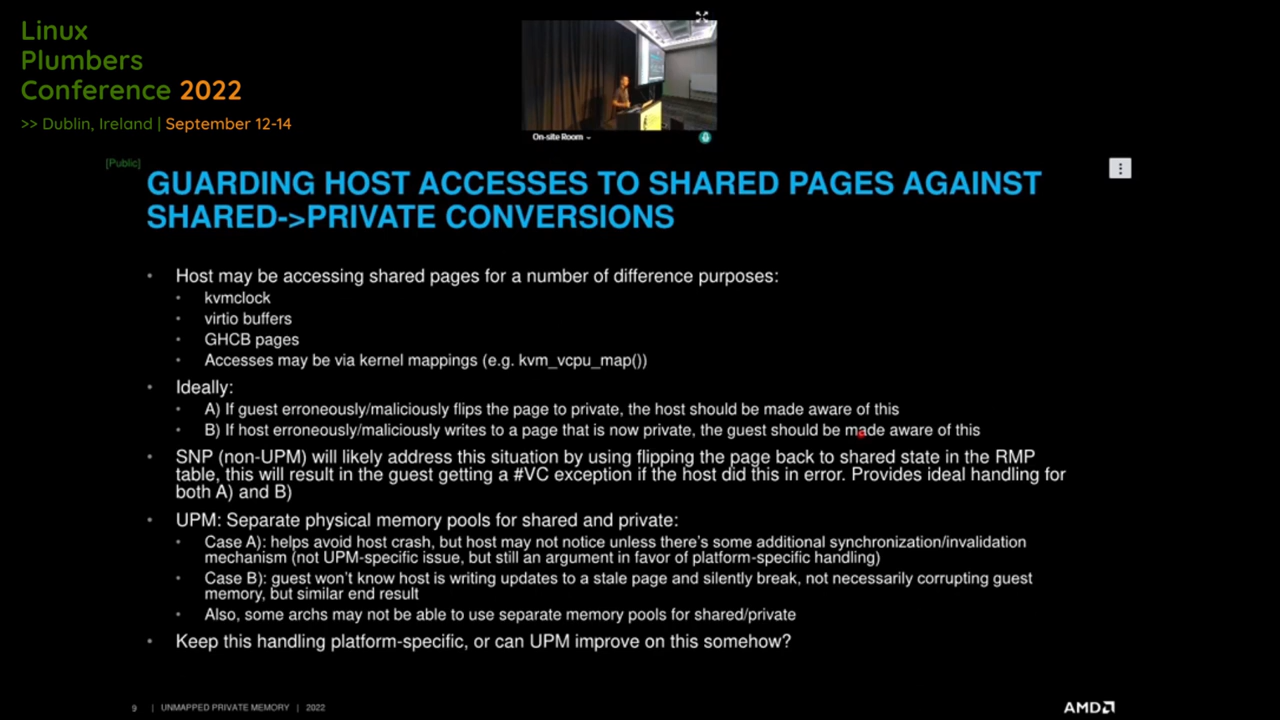 Linux
Plumbers
Conference 2022
>> Dublin, Ireland | September 12-14
On-site Room
[Public]
GUARDING HOST ACCESSES TO SHARED PAGES AGAINST
SHARED->PRIVATE CONVERSIONS
• Host may be accessing shared pages for a number of difference purposes:
• kvmclock
• virtio buffers
• GHCB pages
• Accesses may be via kernel mappings (e.g. kvm_vcpu_map())
• Ideally:
• A) If guest erroneously/maliciously flips the page to private, the host should be made aware of this
• B) If host erroneously/maliciously writes to a page that is now private, the guest should be made aware of this
• SNP (non-UPM) will likely address this situation by using flipping the page back to shared state in the RMP
table, this will result in the guest getting a #VC exception if the host did this in error. Provides ideal handling for
both A) and B)
• UPM: Separate physical memory pools for shared and private:
• Case A): helps avoid host crash, but host may not notice unless there's some additional synchronization/invalidation
mechanism (not UPM-specific issue, but still an argument in favor of platform-specific handling)
• Case B): guest won't know host is writing updates to a stale page and silently break, not necessarily corrupting guest
memory, but similar end result
• Also, some archs may not be able to use separate memory pools for shared/private
• Keep this handling platform-specific, or can UPM improve on this somehow?
9 | UNMAPPED PRIVATE MEMORY | 2022
AMD